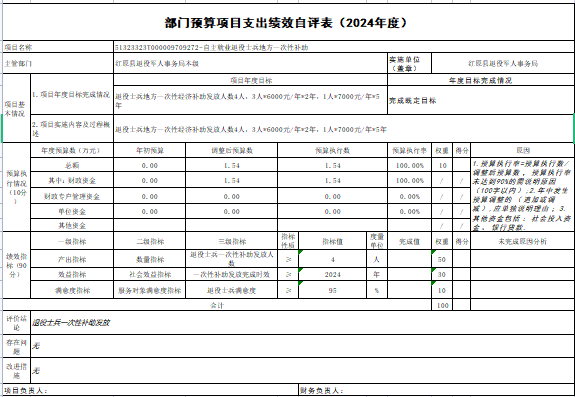 部门预算项目支出绩效自评表（2024年度）
项目名称 51323323T000009709272-自主就业退役士兵地方一次性补助
主管部门 红原县退役军人事务局本级 实施单位（盖章） 红原县退役军人事务局
项目基本情况 项目年度目标 年度目标完成情况
1.项目年度目标完成情况 退役士兵地方一次性经济补助发放人数4人，3人*6000元/年*2年，1人*7000元/年*5年 完成既定目标
2.项目实施内容及过程概述 退役士兵地方一次性经济补助发放人数4人，3人*6000元/年*2年，1人*7000元/年*5年
预算执行情况（10分） 年度预算数（万元） 年初预算 调整后预算数 预算执行数 预算执行率 权重 得分 原因
总额 0.00 1.54 1.54 100.00% 10
其中：财政资金 0.00 1.54 1.54 100.00% / /
财政专户管理资金 0.00 0.00 0.00 0.00% / /
单位资金 0.00 0.00 0.00 0.00% / /
其他资金 / /
1.预算执行率=预算执行数/调整后预算数，预算执行率未达到90%的需说明原因（100字以内）；2.年中发生预算调整的（追加或调减），应单独说明理由；3.其他资金包括：社会投入资金、银行贷款。
绩效指标（90分） 一级指标 二级指标 三级指标 指标性质 指标值 度量单位 完成值 权重 得分 未完成原因分析
产出指标 数量指标 退役士兵一次性补助发放人数 ≥ 4 人 50
效益指标 社会效益指标 一次性补助发放完成时效 ≥ 2024 年 30
满意度指标 服务对象满意度指标 退役士兵满意度 ≥ 95 % 10
合计 100
评价结论 退役士兵一次性补助发放
存在问题 无
改进措施 无
项目负责人： 财务负责人：